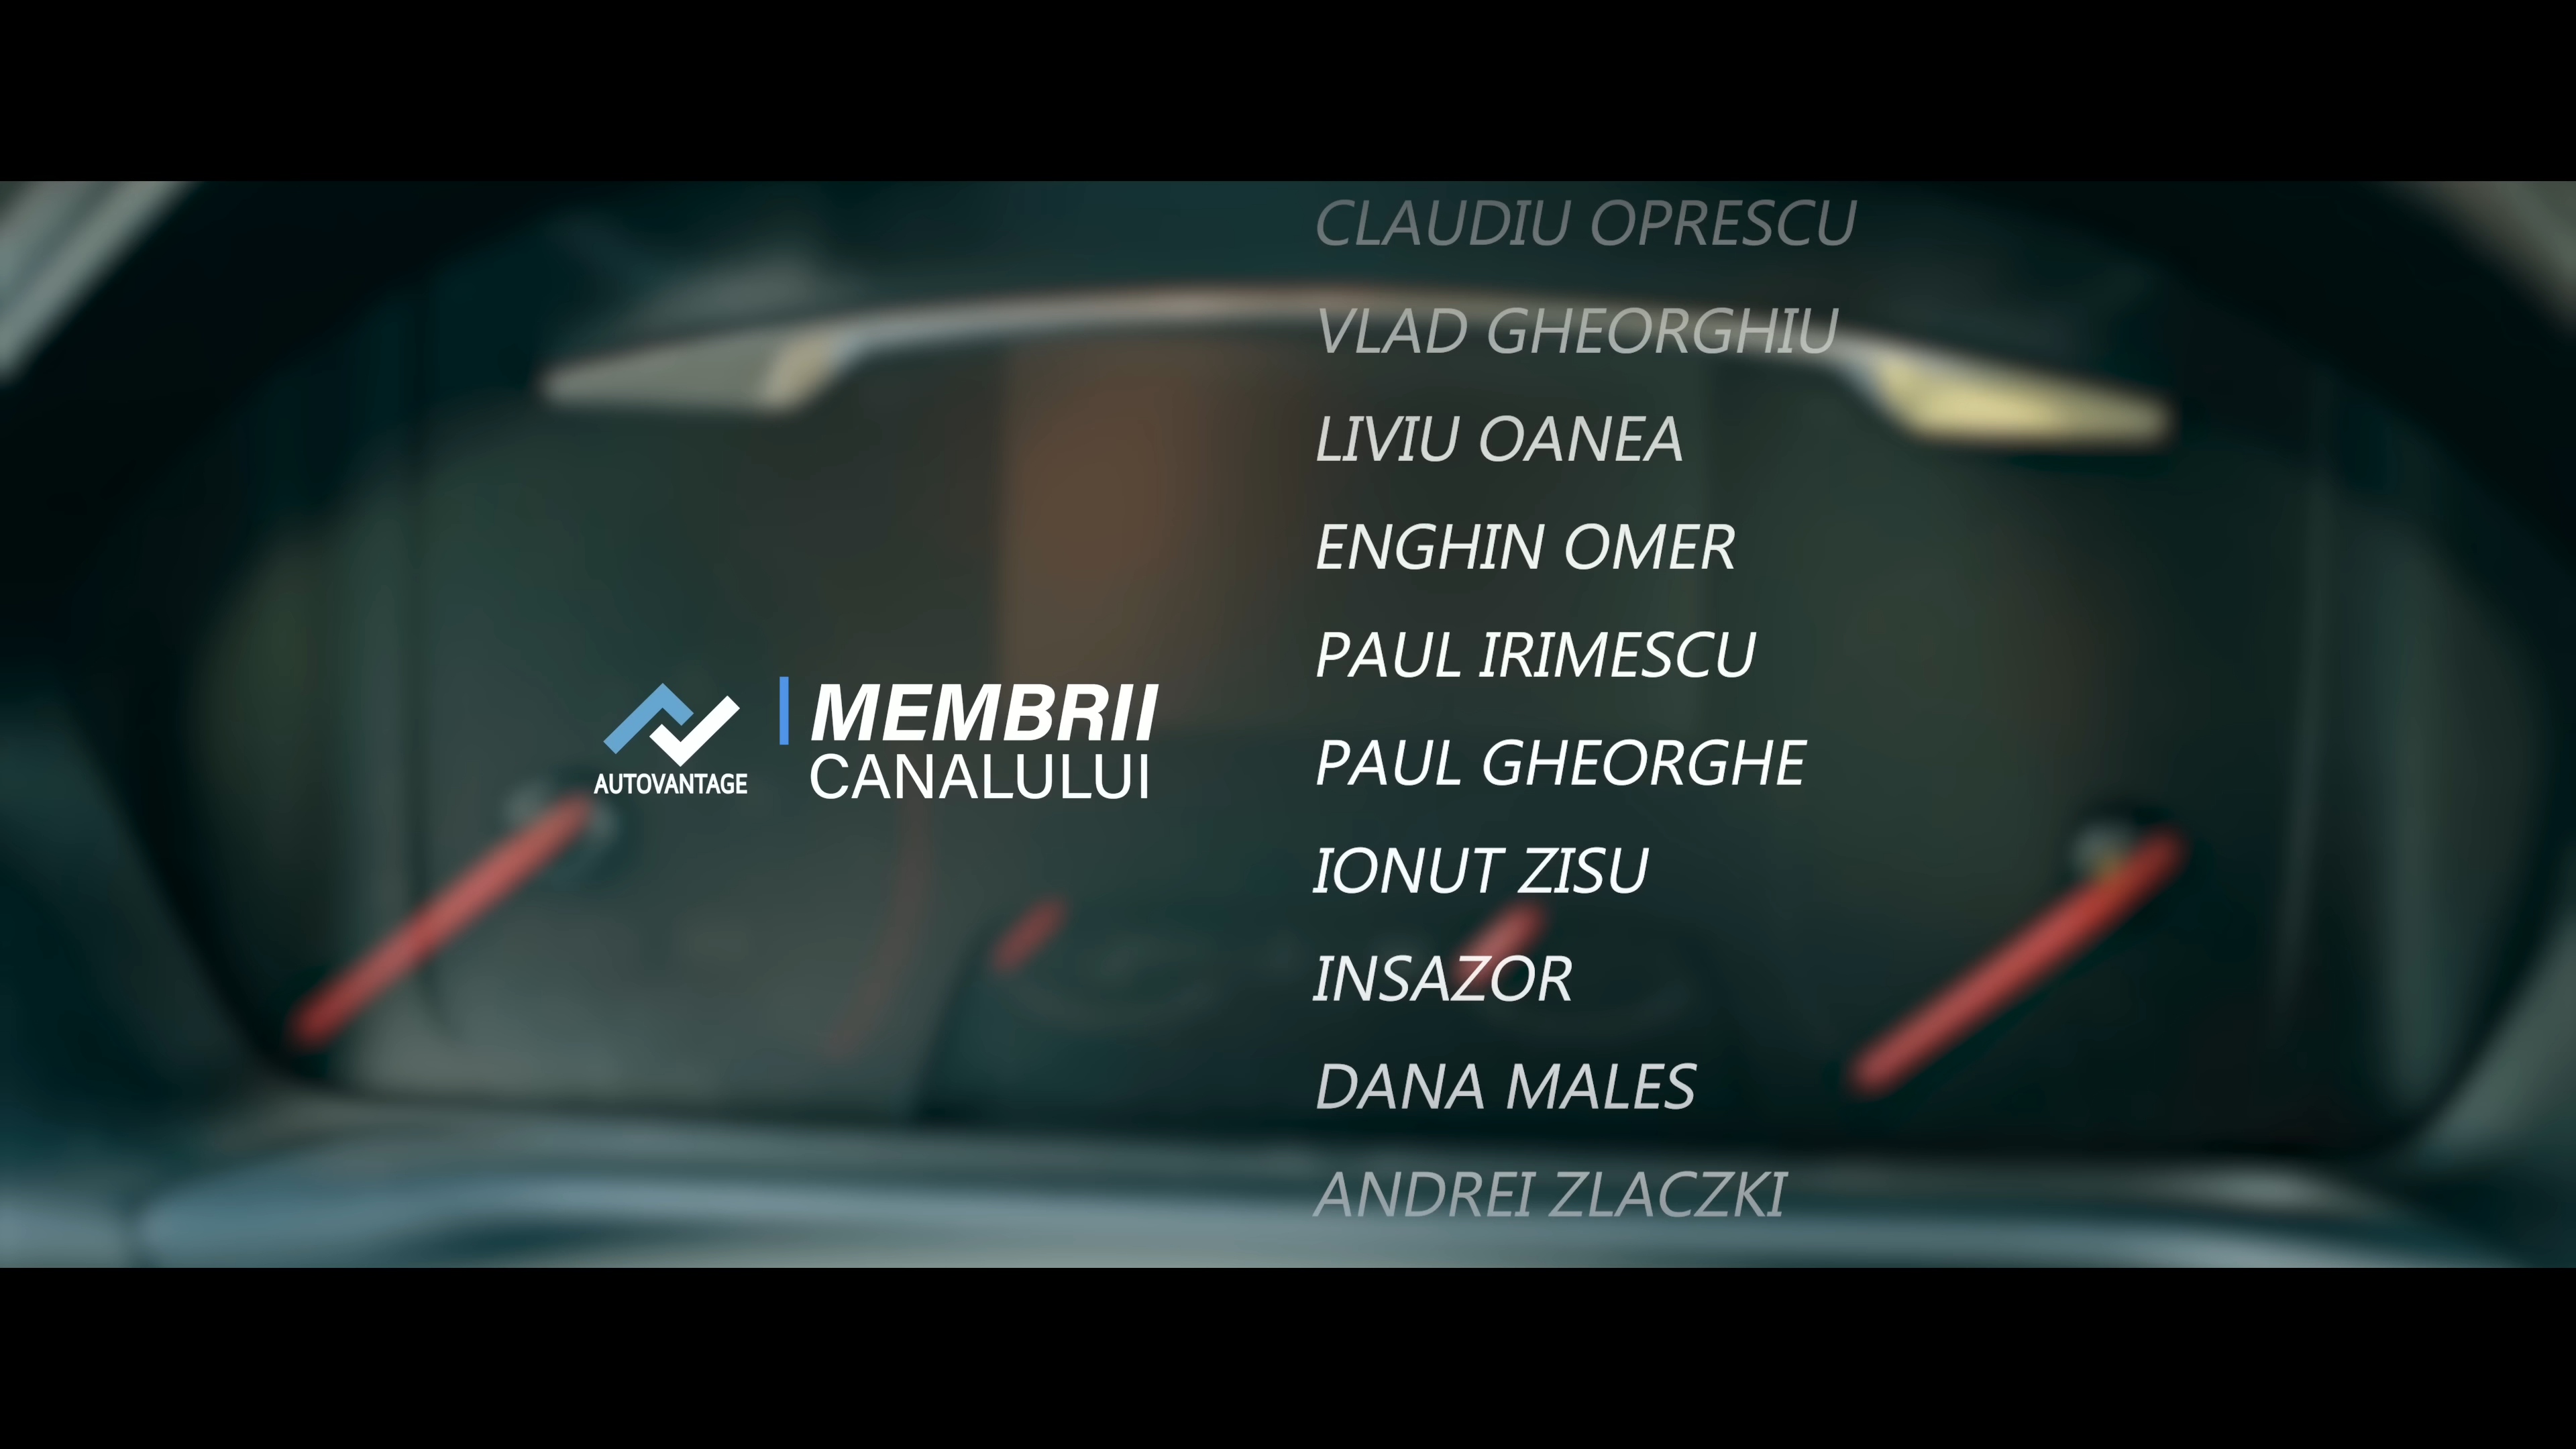 AUTOVANTAGE
MEMBRII
CANALULUI
CLAUDIU OPRESCU
VLAD GHEORGHIU
LIVIU OANEA
ENGHIN OMER
PAUL IRIMESCU
PAUL GHEORGHE
IONUT ZISU
INSAZOR
DANA MALES
ANDREI ZLACZKI